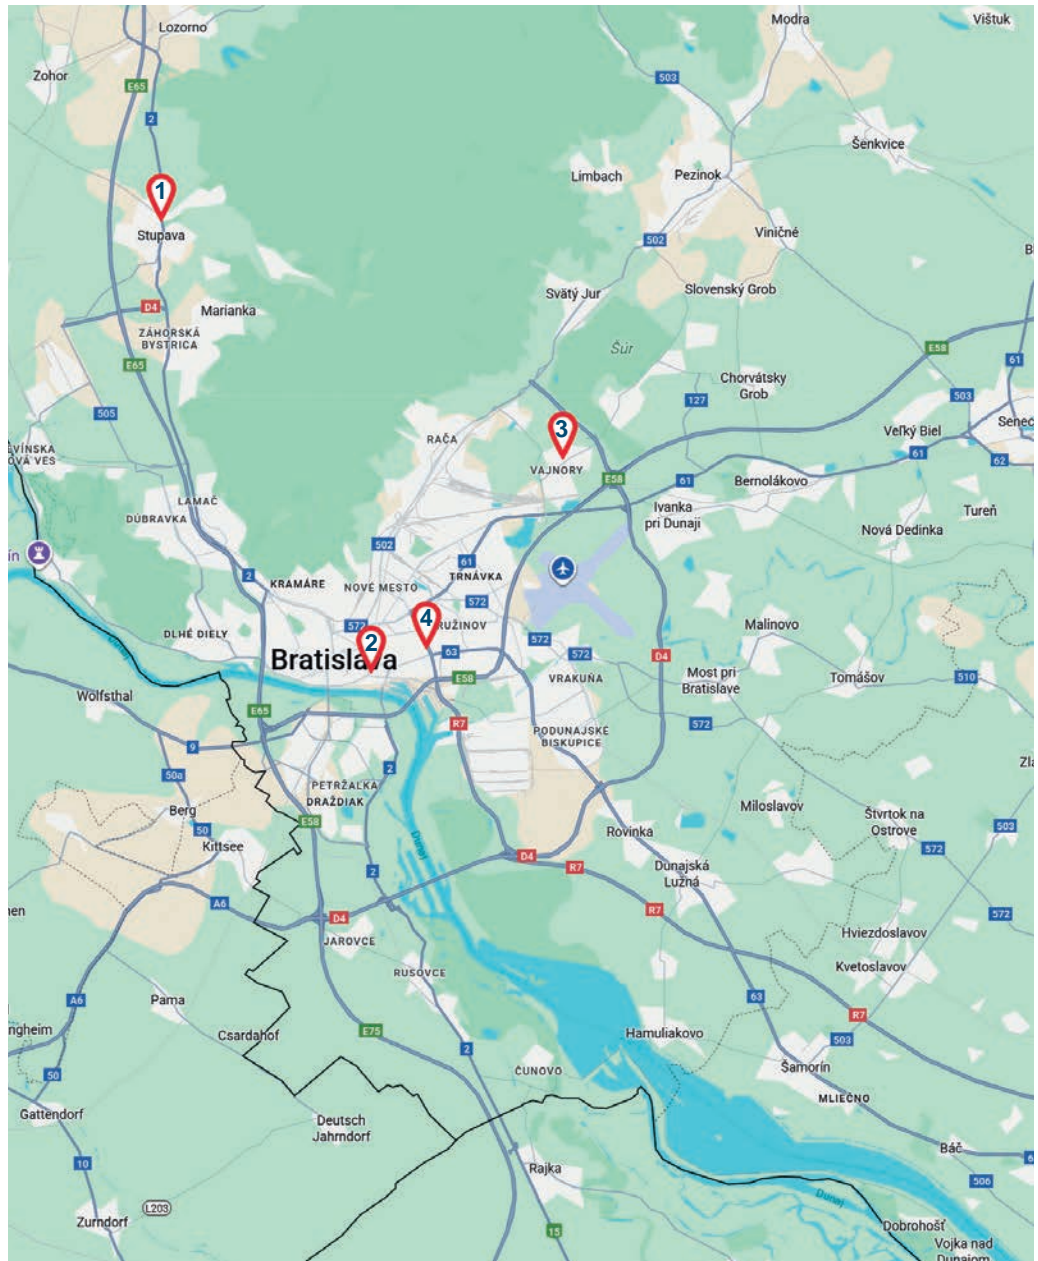 Lozorno
Modra
Vištuk
Zohor
503
E65
2
Šenkvice
Limbach
Pezinok
1
Stupava
Viničné
502
Svätý Jur
Slovenský Grob
D4
Marianka
ZÁHORSKÁ
BYSTRICA
Šúr
E58
61
E65
Chorvátsky
Grob
503
127
505
Senec
Veľký Biel
3
RAČA
61
62
VAJNORY
E58
61
Bernolákovo
LAMAČ
DÚBRAVKA
Ivanka
pri Dunaji
Tureň
Nová Dedinka
502
61
2
KRAMÁRE
NOVÉ MESTO
TRNÁVKA
572
4
572
Malinovo
DLHÉ DIELY
2
Bratislava
63
572
572
D4
Most pri
Bratislave
Tomášov
510
VRAKUŇA
E58
Wolfsthal
E65
R7
572
PODUNAJSKÉ
BISKUPICE
9
2
50a
PETRŽALKA
DRAŽDIAK
Berg
Miloslavov
Štvrtok na
Ostrove
503
572
50
E58
Kittsee
Rovinka
Dunaj
D4
R7
Dunajská
Lužná
2
A6
D4
R7
572
JAROVCE
Hviezdoslavov
RUSOVCE
Kvetoslavov
A6
Pama
63
R7
E75
Hamuliakovo
503
Csardahof
2
ČUNOVO
Šamorín
50
MLIEČNO
Gattendorf
Deutsch
Jahrndorf
Báč
10
Rajka
506
L203
Dunaj
Zurndorf
15
Dobrohošť
Vojka nad
Dunajom